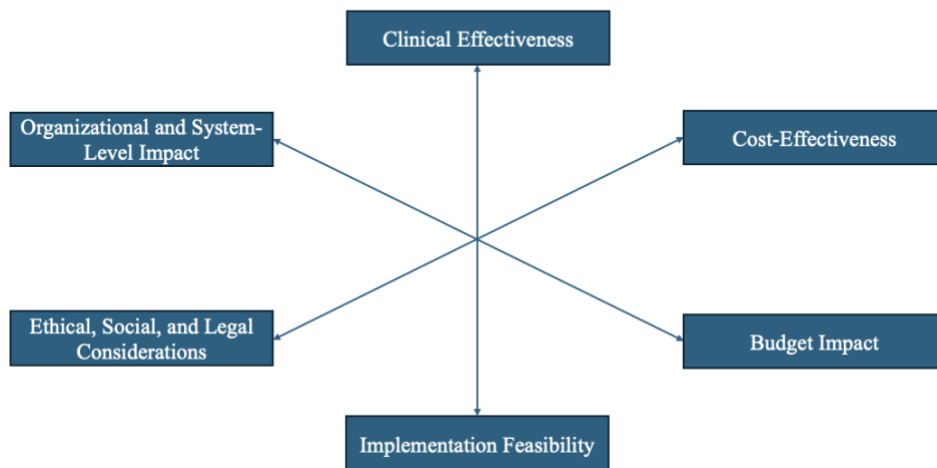 Clinical Effectiveness
Organizational and System-
Level Impact
Cost-Effectiveness
Ethical, Social, and Legal
Considerations
Budget Impact
Implementation Feasibility